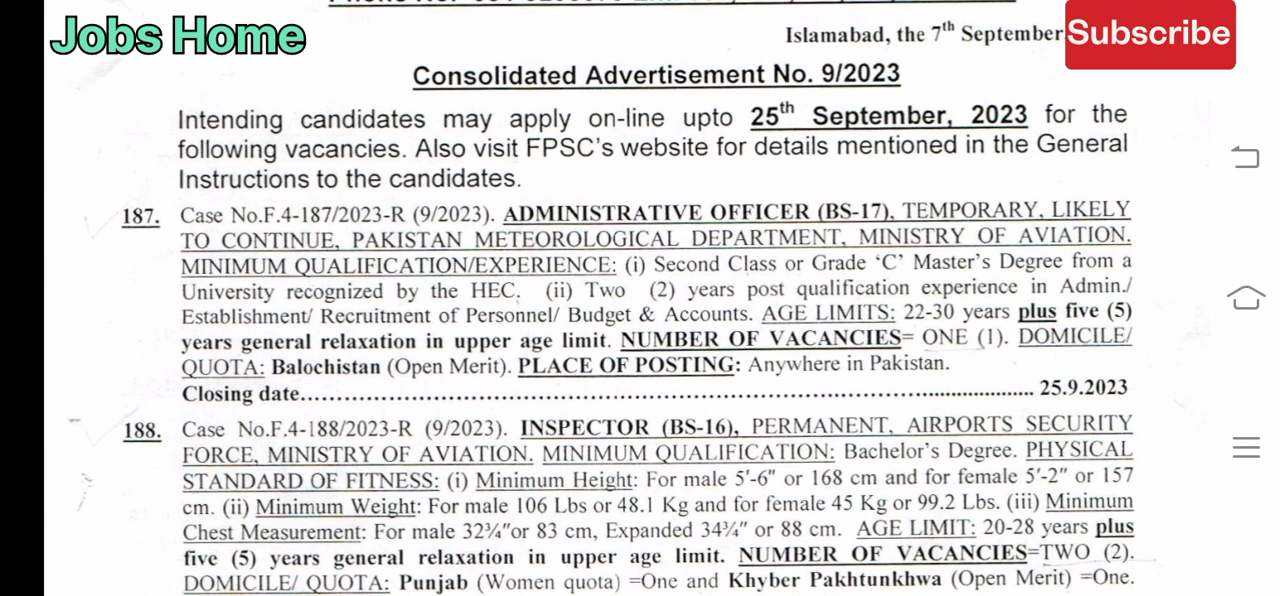 Jobs Home
Islamabad, the 7th September
Subscribe
Consolidated Advertisement No. 9/2023
Intending candidates may apply on-line upto 25th September, 2023 for the
following vacancies. Also visit FPSC's website for details mentioned in the General
Instructions to the candidates.
187. Case No.F.4-187/2023-R (9/2023). ADMINISTRATIVE OFFICER (BS-17), TEMPORARY, LIKELY
TO CONTINUE, PAKISTAN METEOROLOGICAL DEPARTMENT, MINISTRY OF AVIATION.
MINIMUM QUALIFICATION/EXPERIENCE: (i) Second Class or Grade 'C' Master's Degree from a
University recognized by the HEC. (ii) Two (2) years post qualification experience in Admin./
Establishment/ Recruitment of Personnel/ Budget & Accounts. AGE LIMITS: 22-30 years plus five (5)
years general relaxation in upper age limit. NUMBER OF VACANCIES= ONE (1). DOMICILE/
QUOTA: Balochistan (Open Merit). PLACE OF POSTING: Anywhere in Pakistan.
Closing date........................................................................................................ 25.9.2023
188. Case No.F.4-188/2023-R (9/2023). INSPECTOR (BS-16), PERMANENT, AIRPORTS SECURITY
FORCE, MINISTRY OF AVIATION. MINIMUM QUALIFICATION: Bachelor's Degree. PHYSICAL
STANDARD OF FITNESS: (i) Minimum Height: For male 5'-6" or 168 cm and for female 5'-2" or 157
cm. (ii) Minimum Weight: For male 106 Lbs or 48.1 Kg and for female 45 Kg or 99.2 Lbs. (iii) Minimum
Chest Measurement: For male 32¾"or 83 cm, Expanded 34¾" or 88 cm. AGE LIMIT: 20-28 years plus
five (5) years general relaxation in upper age limit. NUMBER OF VACANCIES=TWO (2).
DOMICILE/ QUOTA: Punjab (Women quota) =One and Khyber Pakhtunkhwa (Open Merit) =One.